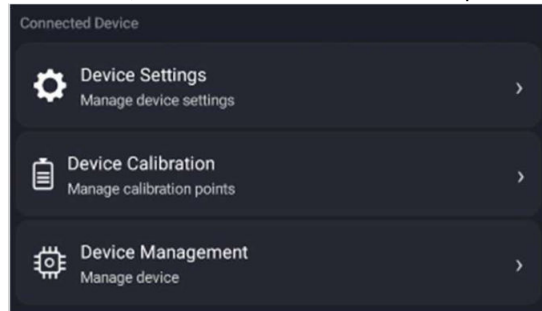 Connected Device
Device Settings
Manage device settings
Device Calibration
Manage calibration points
Device Management
Manage device